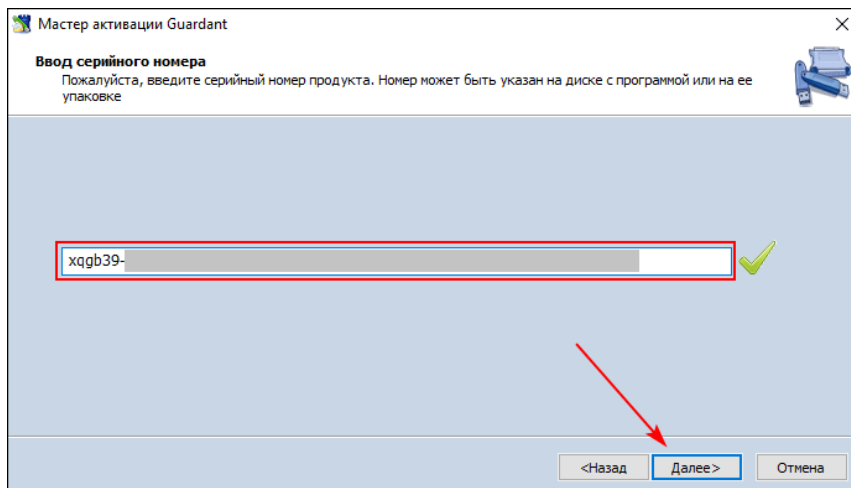 Мастер активации Guardant
Ввод серийного номера
Пожалуйста, введите серийный номер продукта. Номер может быть указан на диске с программой или на ее
упаковке
xqgb39-
<Назад
Далее>
Отмена